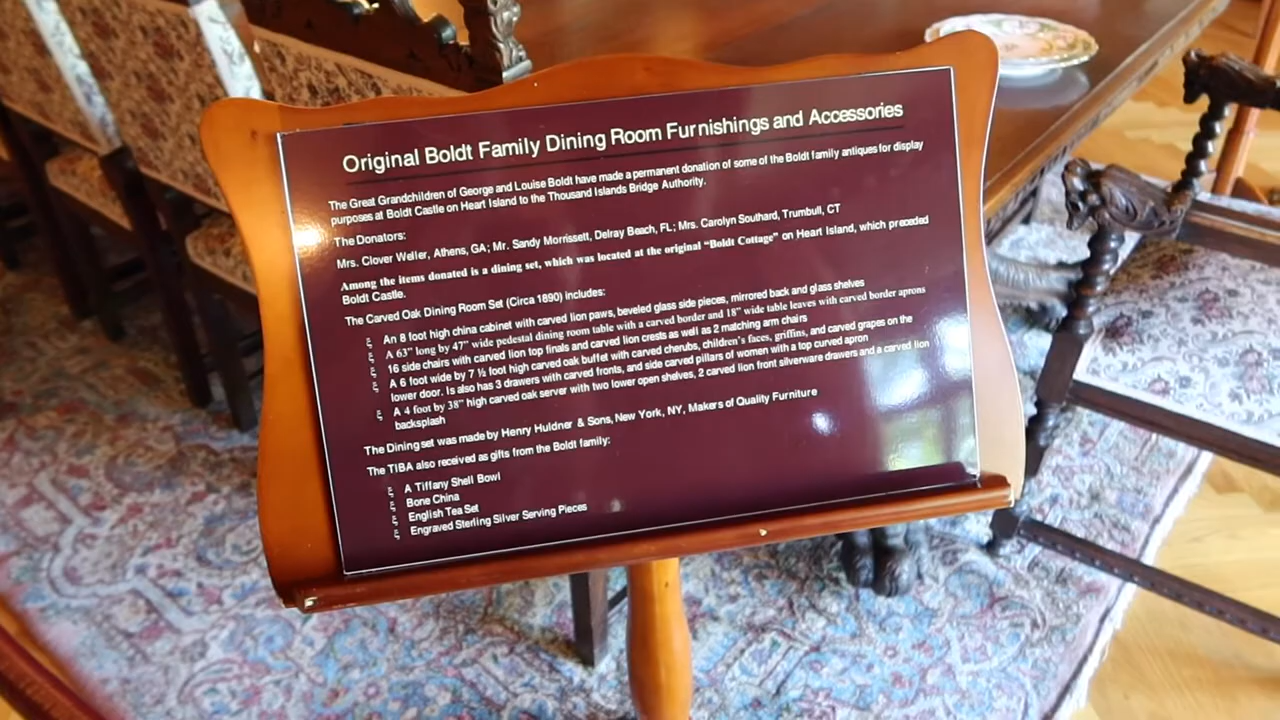 Original Boldt Family Dining Room Furnishings and Accessories
The Great Grandchildren of George and Louise Boldt have made a permanent donation of some of the Boldt family antiques for display
purposes at Boldt Castle on Heart Island to the Thousand Islands Bridge Authority.
The Donators:
Mrs. Clover Weller, Athens, GA; Mr. Sandy Morrissett, Delray Beach, FL; Mrs. Carolyn Southard, Trumbull, CT
Among the items donated is a dining set, which was located at the original “Boldt Cottage” on Heart Island, which preceded
Boldt Castle.
The Carved Oak Dining Room Set (Circa 1890) includes:
ξ An 8 foot high china cabinet with carved lion paws, beveled glass side pieces, mirrored back and glass shelves
ξ A 63” long by 47” wide pedestal dining room table with a carved border and 18” wide table leaves with carved border aprons
ξ 16 side chairs with carved lion top finals and carved lion crests as well as 2 matching arm chairs
ξ A 6 foot wide by 7 ½ foot high carved oak buffet with carved cherubs, children’s faces, griffins, and carved grapes on the
lower door. Is also has 3 drawers with carved fronts, and side carved pillars of women with a top curved apron
ξ A 4 foot by 38” high carved oak server with two lower open shelves, 2 carved lion front silverware drawers and a carved lion
backsplash
The Dining set was made by Henry Huldner & Sons, New York, NY, Makers of Quality Furniture
The TIBA also received as gifts from the Boldt family:
ξ A Tiffany Shell Bowl
ξ Bone China
ξ English Tea Set
ξ Engraved Sterling Silver Serving Pieces